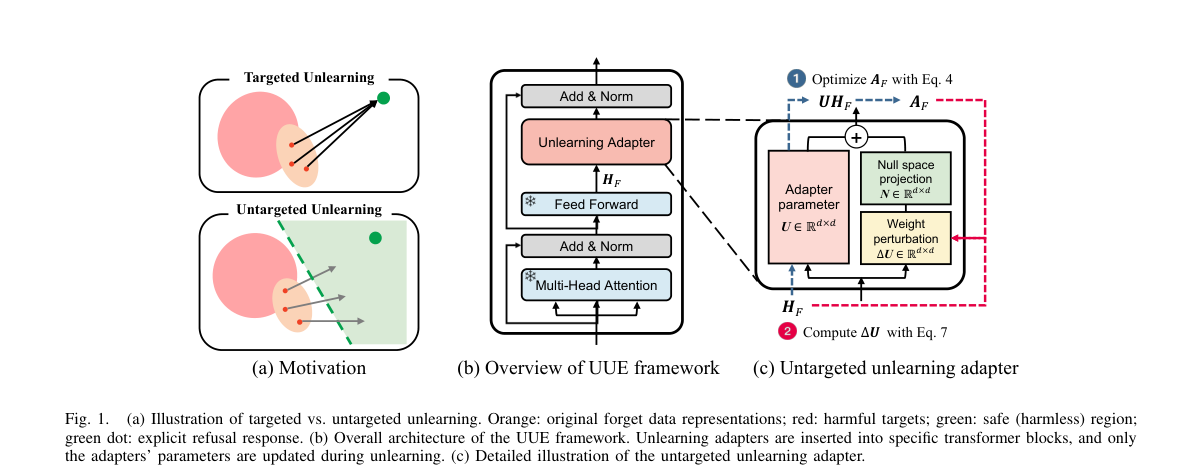 Targeted Unlearning
Untargeted Unlearning
(a) Motivation
Add & Norm
Unlearning Adapter
H_F
Feed Forward
Add & Norm
Multi-Head Attention
(b) Overview of UUE framework
1 Optimize A_F with Eq. 4
UH_F
A_F
+
Adapter
parameter
U ∈ ℝ^{d×d}
Null space
projection
N ∈ ℝ^{d×d}
Weight
perturbation
ΔU ∈ ℝ^{d×d}
H_F
2 Compute ΔU with Eq. 7
(c) Untargeted unlearning adapter
Fig. 1. (a) Illustration of targeted vs. untargeted unlearning. Orange: original forget data representations; red: harmful targets; green: safe (harmless) region;
green dot: explicit refusal response. (b) Overall architecture of the UUE framework. Unlearning adapters are inserted into specific transformer blocks, and only
the adapters' parameters are updated during unlearning. (c) Detailed illustration of the untargeted unlearning adapter.